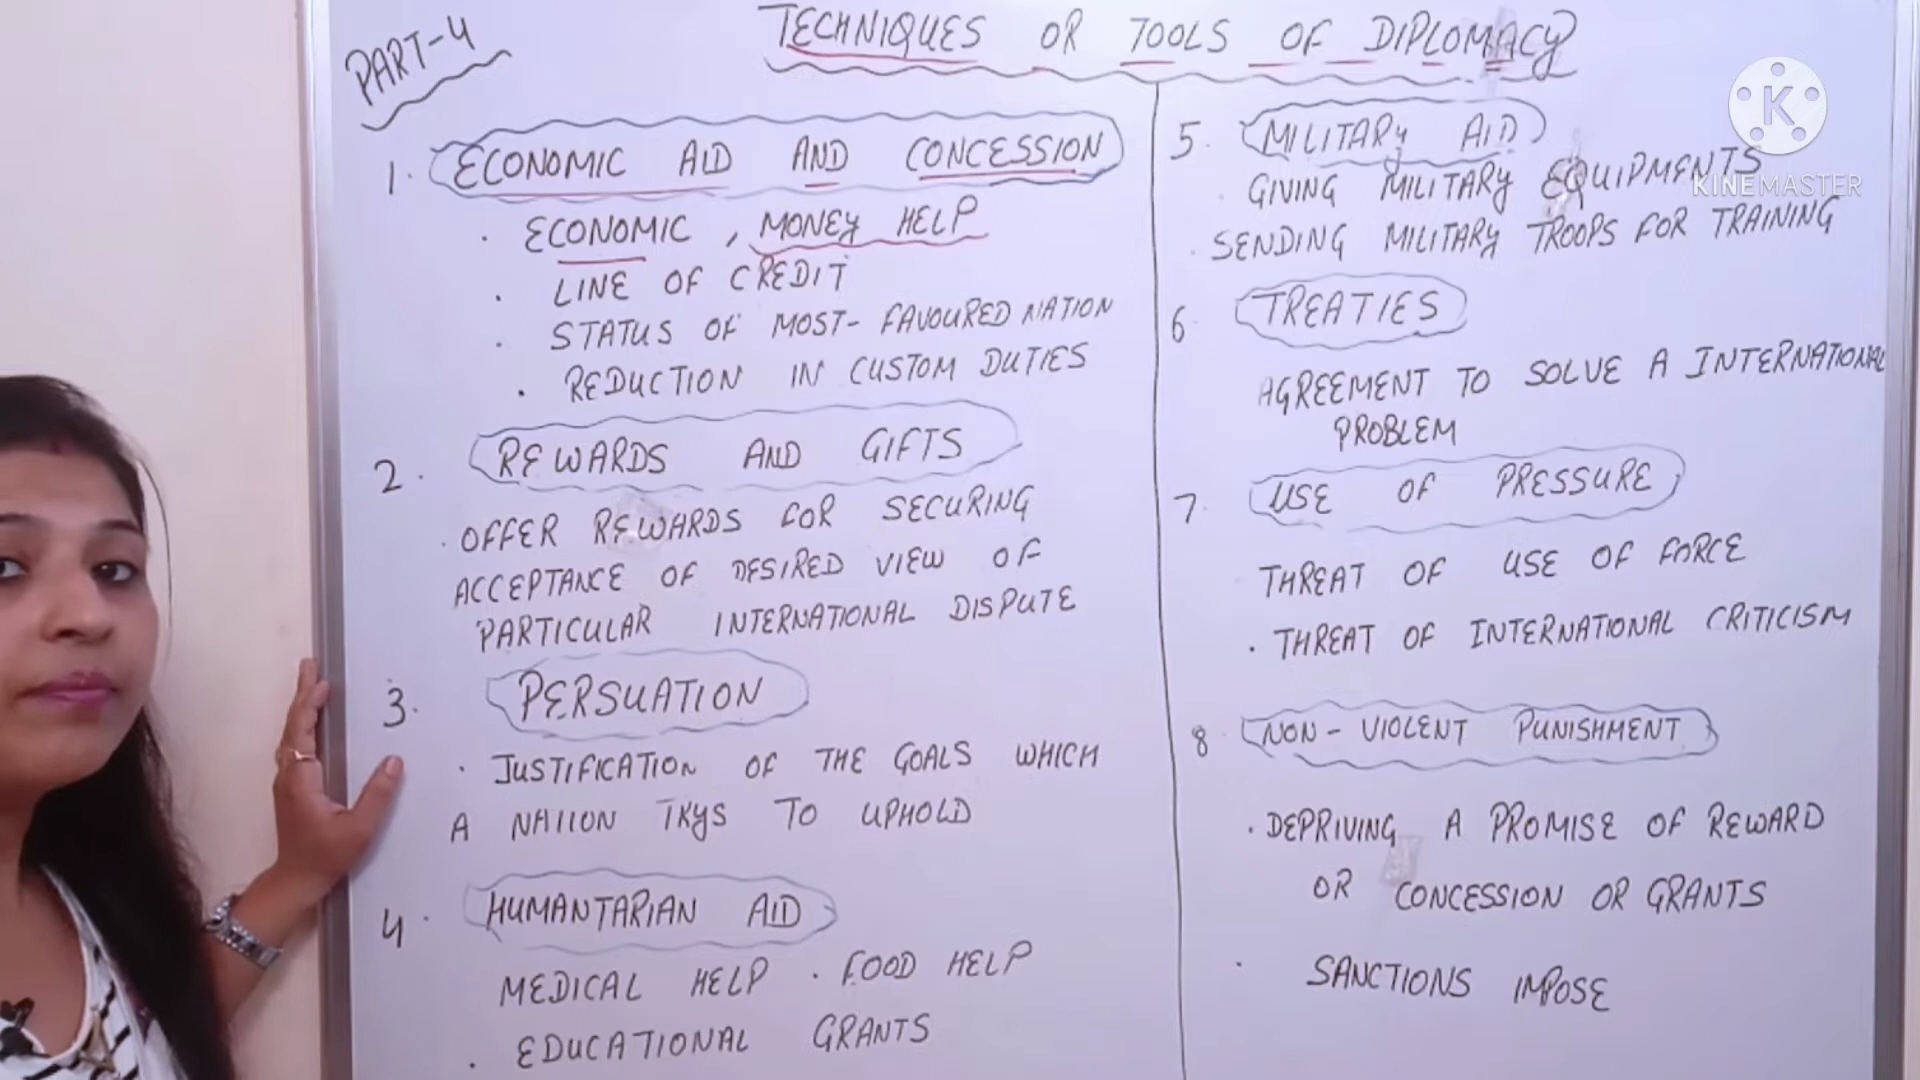 PART-4
TECHNIQUES OR TOOLS OF DIPLOMACY
1. ECONOMIC AID AND CONCESSION
· ECONOMIC, MONEY HELP
· LINE OF CREDIT
· STATUS OF MOST-FAVOURED NATION
· REDUCTION IN CUSTOM DUTIES
2. REWARDS AND GIFTS
· OFFER REWARDS FOR SECURING
ACCEPTANCE OF DESIRED VIEW OF
PARTICULAR INTERNATIONAL DISPUTE
3. PERSUATION
· JUSTIFICATION OF THE GOALS WHICH
A NATION TRYS TO UPHOLD
4. HUMANTARIAN AID
MEDICAL HELP · FOOD HELP
· EDUCATIONAL GRANTS
5. MILITARY AID
· GIVING MILITARY EQUIPMENTS
· SENDING MILITARY TROOPS FOR TRAINING
6 TREATIES
AGREEMENT TO SOLVE A INTERNATIONAL
PROBLEM
7. USE OF PRESSURE
THREAT OF USE OF FORCE
· THREAT OF INTERNATIONAL CRITICISM
8. NON-VIOLENT PUNISHMENT
· DEPRIVING A PROMISE OF REWARD
OR CONCESSION OR GRANTS
· SANCTIONS IMPOSE
K
KINEMASTER